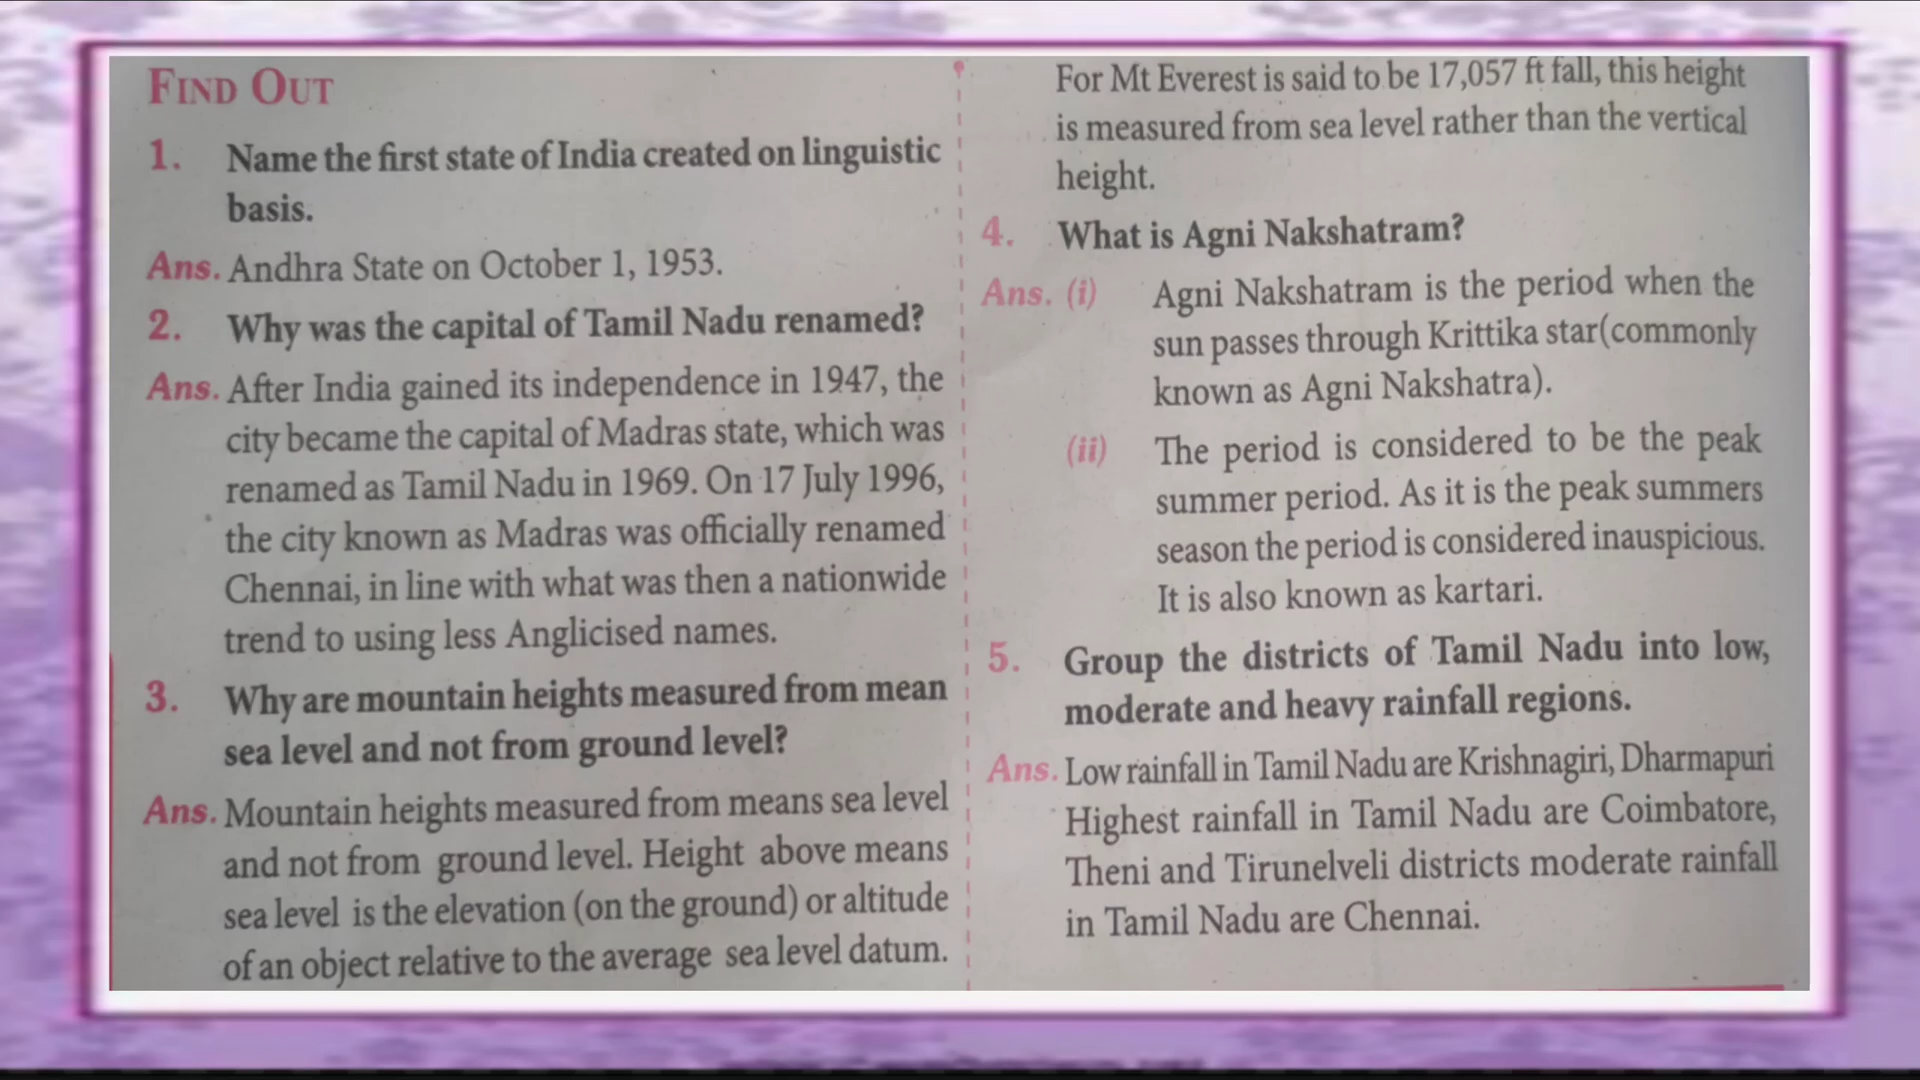 FIND OUT
1. Name the first state of India created on linguistic
basis.
Ans. Andhra State on October 1, 1953.
2. Why was the capital of Tamil Nadu renamed?
Ans. After India gained its independence in 1947, the
city became the capital of Madras state, which was
renamed as Tamil Nadu in 1969. On 17 July 1996,
the city known as Madras was officially renamed
Chennai, in line with what was then a nationwide
trend to using less Anglicised names.
3. Why are mountain heights measured from mean
sea level and not from ground level?
Ans. Mountain heights measured from means sea level
and not from ground level. Height above means
sea level is the elevation (on the ground) or altitude
of an object relative to the average sea level datum.
For Mt Everest is said to be 17,057 ft fall, this height
is measured from sea level rather than the vertical
height.
4. What is Agni Nakshatram?
Ans. (i) Agni Nakshatram is the period when the
sun passes through Krittika star(commonly
known as Agni Nakshatra).
(ii) The period is considered to be the peak
summer period. As it is the peak summers
season the period is considered inauspicious.
It is also known as kartari.
5. Group the districts of Tamil Nadu into low,
moderate and heavy rainfall regions.
Ans. Low rainfall in Tamil Nadu are Krishnagiri, Dharmapuri
Highest rainfall in Tamil Nadu are Coimbatore,
Theni and Tirunelveli districts moderate rainfall
in Tamil Nadu are Chennai.